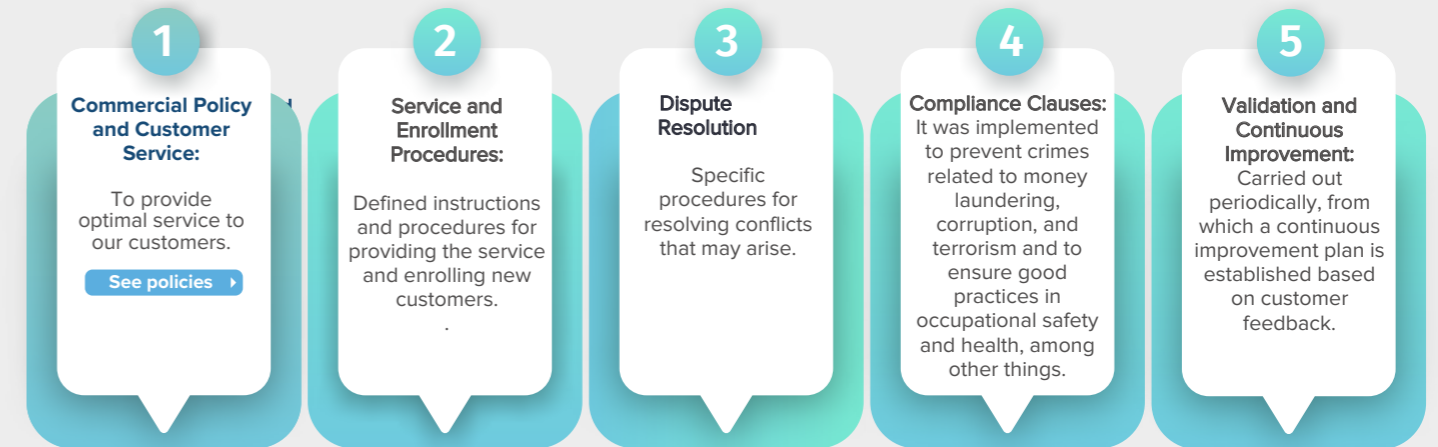 1
Commercial Policy
and Customer
Service:
To provide
optimal service to
our customers.
See policies
2
Service and
Enrollment
Procedures:
Defined instructions
and procedures for
providing the service
and enrolling new
customers.
.
3
Dispute
Resolution
Specific
procedures for
resolving conflicts
that may arise.
4
Compliance Clauses:
It was implemented
to prevent crimes
related to money
laundering,
corruption, and
terrorism and to
ensure good
practices in
occupational safety
and health, among
other things.
5
Validation and
Continuous
Improvement:
Carried out
periodically, from
which a continuous
improvement plan is
established based
on customer
feedback.